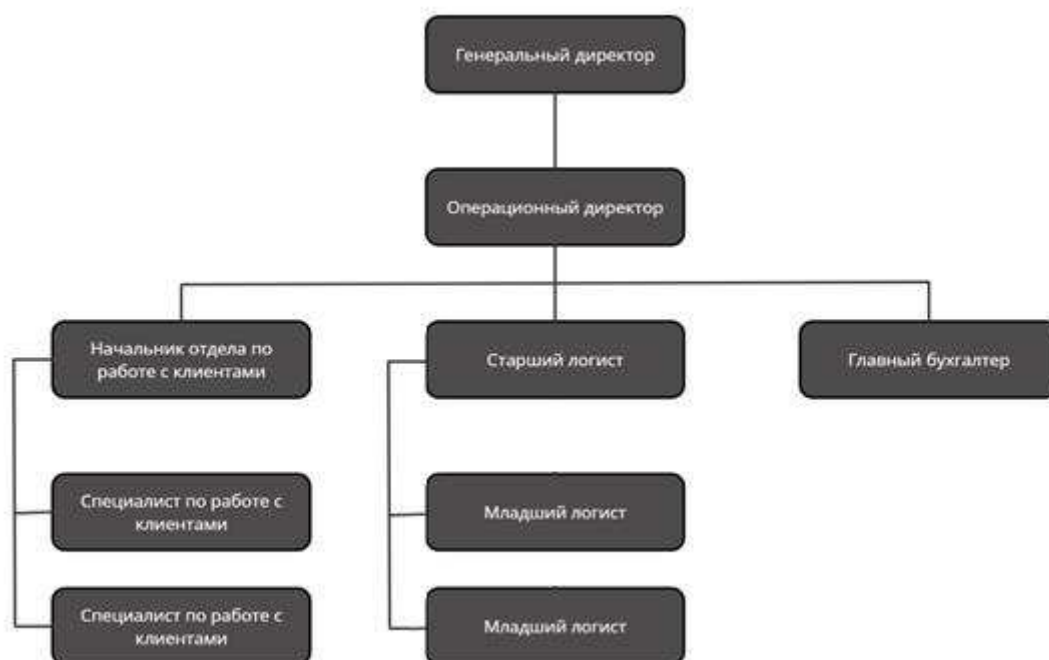 Генеральный директор
Операционный директор
Начальник отдела по
работе с клиентами
Старший логист
Главный бухгалтер
Специалист по работе с
клиентами
Младший логист
Специалист по работе с
клиентами
Младший логист